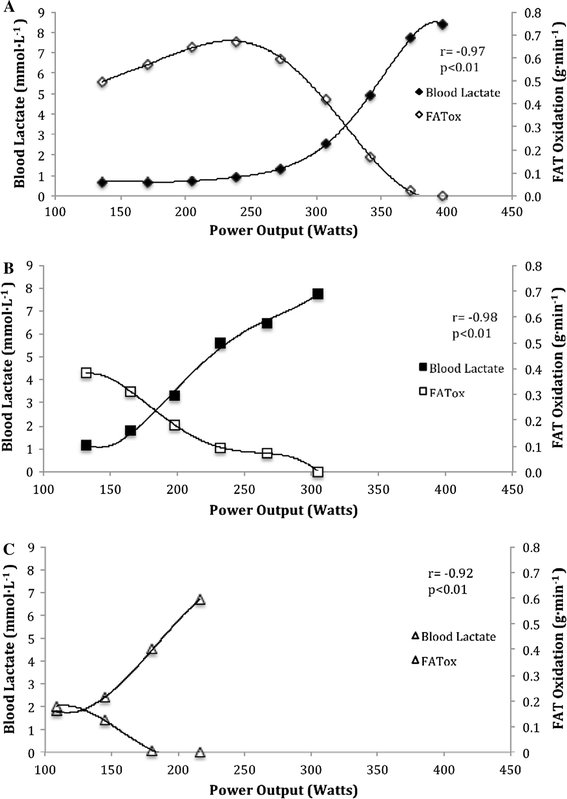 A
Blood Lactate (mmol·L-1)
9
8
7
6
5
4
3
2
1
0
100 150 200 250 300 350 400 450
Power Output (Watts)
0.8
0.7
0.6
0.5
0.4
0.3
0.2
0.1
0.0
FAT Oxidation (g·min-1)
r= -0.97
p<0.01
Blood Lactate
FATox
B
Blood Lactate (mmol·L-1)
9
8
7
6
5
4
3
2
1
0
100 150 200 250 300 350 400 450
Power Output (Watts)
0.8
0.7
0.6
0.5
0.4
0.3
0.2
0.1
0.0
FAT Oxidation (g·min-1)
r= -0.98
p<0.01
Blood Lactate
FATox
C
Blood Lactate (mmol·L-1)
9
8
7
6
5
4
3
2
1
0
100 150 200 250 300 350 400 450
Power Output (Watts)
0.8
0.7
0.6
0.5
0.4
0.3
0.2
0.1
0
FAT Oxidation (g·min-1)
r= -0.92
p<0.01
Blood Lactate
FATox